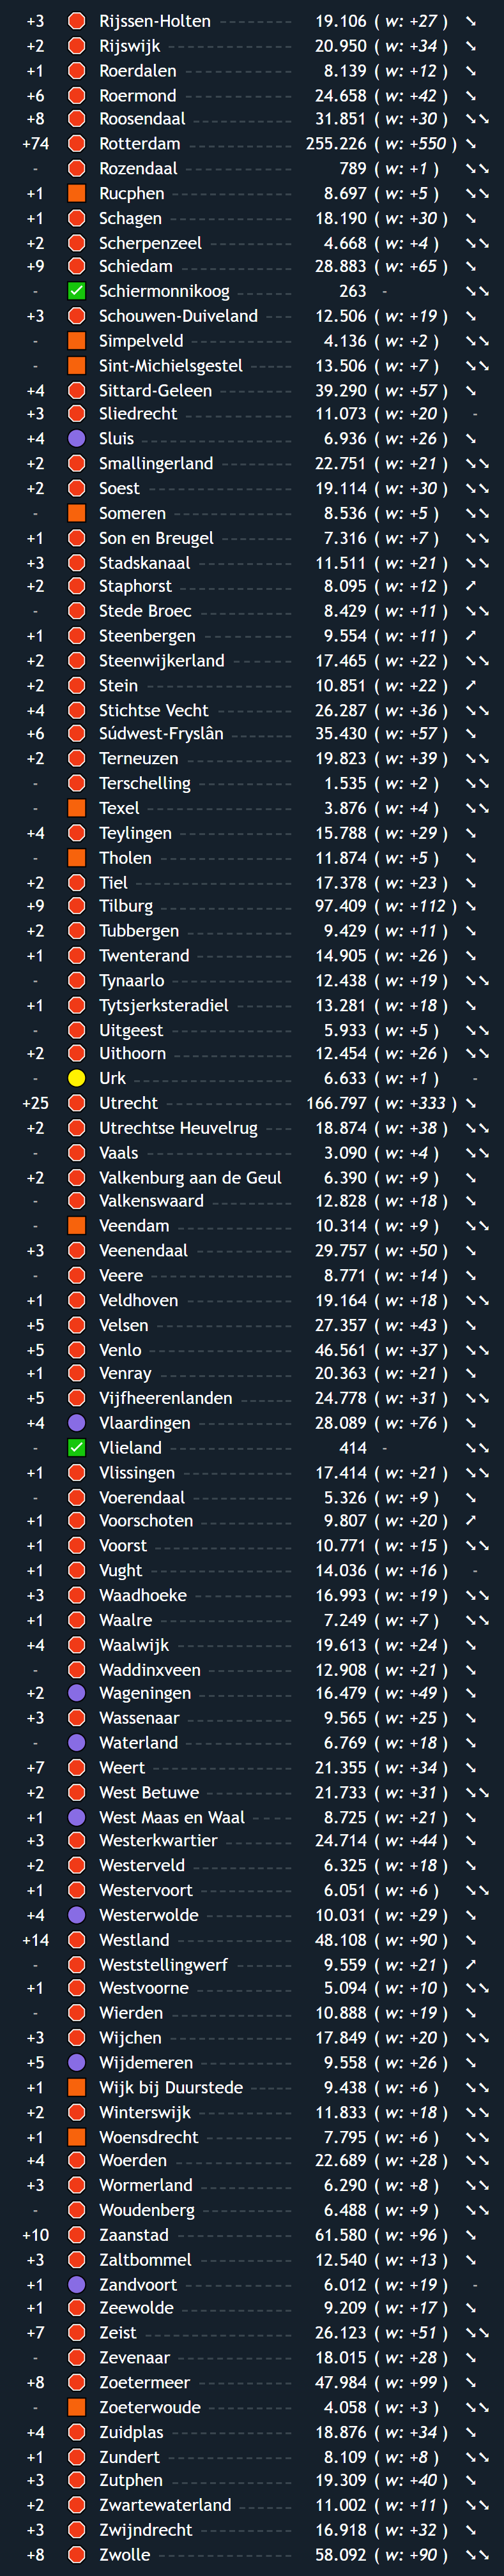 +3 Rijssen-Holten 19.106 ( w: +27 ) ↘
+2 Rijswijk 20.950 ( w: +34 ) ↘
+1 Roerdalen 8.139 ( w: +12 ) ↘
+6 Roermond 24.658 ( w: +42 ) ↘
+8 Roosendaal 31.851 ( w: +30 ) ↘↘
+74 Rotterdam 255.226 ( w: +550 ) ↘
- Rozendaal 789 ( w: +1 ) ↘↘
+1 Rucphen 8.697 ( w: +5 ) ↘↘
+1 Schagen 18.190 ( w: +30 ) ↘
+2 Scherpenzeel 4.668 ( w: +4 ) ↘↘
+9 Schiedam 28.883 ( w: +65 ) ↘
- Schiermonnikoog 263 - ↘↘
+3 Schouwen-Duiveland 12.506 ( w: +19 ) ↘
- Simpelveld 4.136 ( w: +2 ) ↘↘
- Sint-Michielsgestel 13.506 ( w: +7 ) ↘↘
+4 Sittard-Geleen 39.290 ( w: +57 ) ↘
+3 Sliedrecht 11.073 ( w: +20 ) -
+4 Sluis 6.936 ( w: +26 ) ↘
+2 Smallingerland 22.751 ( w: +21 ) ↘↘
+2 Soest 19.114 ( w: +30 ) ↘↘
- Someren 8.536 ( w: +5 ) ↘↘
+1 Son en Breugel 7.316 ( w: +7 ) ↘↘
+3 Stadskanaal 11.511 ( w: +21 ) ↘↘
+2 Staphorst 8.095 ( w: +12 ) ↗
- Stede Broec 8.429 ( w: +11 ) ↘↘
+1 Steenbergen 9.554 ( w: +11 ) ↗
+2 Steenwijkerland 17.465 ( w: +22 ) ↘↘
+2 Stein 10.851 ( w: +22 ) ↗
+4 Stichtse Vecht 26.287 ( w: +36 ) ↘↘
+6 Súdwest-Fryslân 35.430 ( w: +57 ) ↘
+2 Terneuzen 19.823 ( w: +39 ) ↘↘
- Terschelling 1.535 ( w: +2 ) ↘↘
- Texel 3.876 ( w: +4 ) ↘↘
+4 Teylingen 15.788 ( w: +29 ) ↘
- Tholen 11.874 ( w: +5 ) ↘
+2 Tiel 17.378 ( w: +23 ) ↘
+9 Tilburg 97.409 ( w: +112 ) ↘
+2 Tubbergen 9.429 ( w: +11 ) ↘
+1 Twenterand 14.905 ( w: +26 ) ↘
- Tynaarlo 12.438 ( w: +19 ) ↘↘
+1 Tytsjerksteradiel 13.281 ( w: +18 ) ↘
- Uitgeest 5.933 ( w: +5 ) ↘↘
+2 Uithoorn 12.454 ( w: +26 ) ↘↘
- Urk 6.633 ( w: +1 ) -
+25 Utrecht 166.797 ( w: +333 ) ↘
+2 Utrechtse Heuvelrug 18.874 ( w: +38 ) ↘↘
- Vaals 3.090 ( w: +4 ) ↘↘
+2 Valkenburg aan de Geul 6.390 ( w: +9 ) ↘
- Valkenswaard 12.828 ( w: +18 ) ↘
- Veendam 10.314 ( w: +9 ) ↘↘
+3 Veenendaal 29.757 ( w: +50 ) ↘
- Veere 8.771 ( w: +14 ) ↘
+1 Veldhoven 19.164 ( w: +18 ) ↘↘
+5 Velsen 27.357 ( w: +43 ) ↘
+5 Venlo 46.561 ( w: +37 ) ↘↘
+1 Venray 20.363 ( w: +21 ) ↘
+5 Vijfheerenlanden 24.778 ( w: +31 ) ↘↘
+4 Vlaardingen 28.089 ( w: +76 ) ↘
- Vlieland 414 - ↘↘
+1 Vlissingen 17.414 ( w: +21 ) ↘↘
- Voerendaal 5.326 ( w: +9 ) ↘
+1 Voorschoten 9.807 ( w: +20 ) ↗
+1 Voorst 10.771 ( w: +15 ) ↘↘
+1 Vught 14.036 ( w: +16 ) -
+3 Waadhoeke 16.993 ( w: +19 ) ↘↘
+1 Waalre 7.249 ( w: +7 ) ↘↘
+4 Waalwijk 19.613 ( w: +24 ) ↘
- Waddinxveen 12.908 ( w: +21 ) ↘
+2 Wageningen 16.479 ( w: +49 ) ↘
+3 Wassenaar 9.565 ( w: +25 ) ↘
- Waterland 6.769 ( w: +18 ) ↘
+7 Weert 21.355 ( w: +34 ) ↘
+2 West Betuwe 21.733 ( w: +31 ) ↘↘
+1 West Maas en Waal 8.725 ( w: +21 ) ↘
+3 Westerkwartier 24.714 ( w: +44 ) ↘
+2 Westerveld 6.325 ( w: +18 ) ↘
+1 Westervoort 6.051 ( w: +6 ) ↘↘
+4 Westerwolde 10.031 ( w: +29 ) ↘
+14 Westland 48.108 ( w: +90 ) ↘
- Weststellingwerf 9.559 ( w: +21 ) ↗
+1 Westvoorne 5.094 ( w: +10 ) ↘↘
- Wierden 10.888 ( w: +19 ) ↘
+3 Wijchen 17.849 ( w: +20 ) ↘↘
+5 Wijdemeren 9.558 ( w: +26 ) ↘
+1 Wijk bij Duurstede 9.438 ( w: +6 ) ↘↘
+2 Winterswijk 11.833 ( w: +18 ) ↘↘
+1 Woensdrecht 7.795 ( w: +6 ) ↘↘
+4 Woerden 22.689 ( w: +28 ) ↘↘
+3 Wormerland 6.290 ( w: +8 ) ↘↘
- Woudenberg 6.488 ( w: +9 ) ↘↘
+10 Zaanstad 61.580 ( w: +96 ) ↘
+3 Zaltbommel 12.540 ( w: +13 ) ↘
+1 Zandvoort 6.012 ( w: +19 ) -
+1 Zeewolde 9.209 ( w: +17 ) ↘
+7 Zeist 26.123 ( w: +51 ) ↘↘
- Zevenaar 18.015 ( w: +28 ) ↘
+8 Zoetermeer 47.984 ( w: +99 ) ↘
- Zoeterwoude 4.058 ( w: +3 ) ↘↘
+4 Zuidplas 18.876 ( w: +34 ) ↘
+1 Zundert 8.109 ( w: +8 ) ↘↘
+3 Zutphen 19.309 ( w: +40 ) ↘
+2 Zwartewaterland 11.002 ( w: +11 ) ↘↘
+3 Zwijndrecht 16.918 ( w: +32 ) ↘
+8 Zwolle 58.092 ( w: +90 ) ↘↘